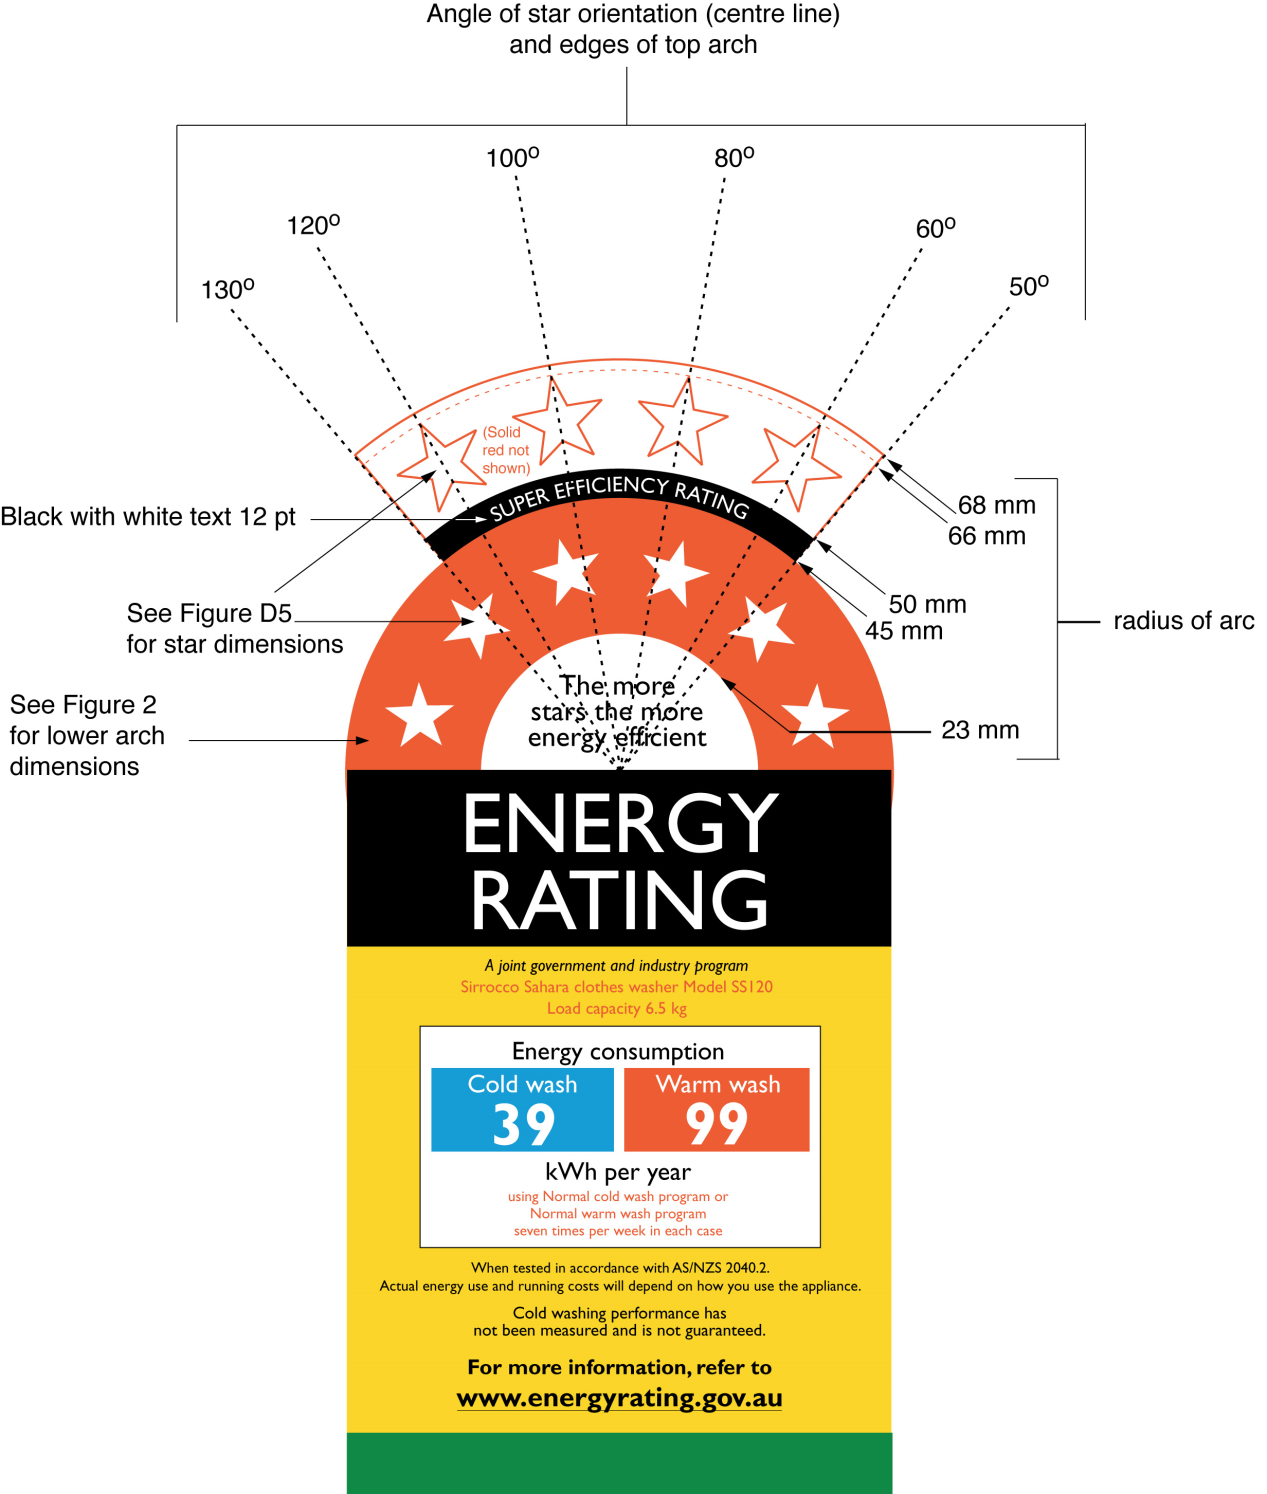 Angle of star orientation (centre line)
and edges of top arch
100º
80º
120º
60º
130º
50º
(Solid
red not
shown)
SUPER EFFICIENCY RATING
68 mm
66 mm
Black with white text 12 pt
50 mm
45 mm
radius of arc
See Figure D5
for star dimensions
The more
stars the more
energy efficient
See Figure 2
for lower arch
dimensions
23 mm
ENERGY
RATING
A joint government and industry program
Sirrocco Sahara clothes washer Model SS120
Load capacity 6.5 kg
Energy consumption
Cold wash
39
Warm wash
99
kWh per year
using Normal cold wash program or
Normal warm wash program
seven times per week in each case
When tested in accordance with AS/NZS 2040.2.
Actual energy use and running costs will depend on how you use the appliance.
Cold washing performance has
not been measured and is not guaranteed.
For more information, refer to
www.energyrating.gov.au